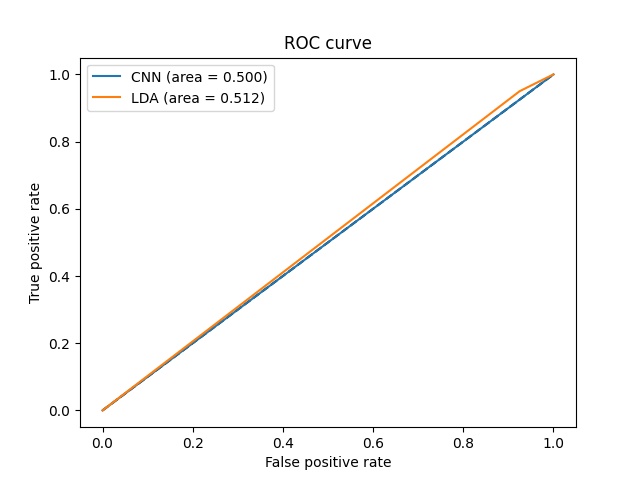 ROC curve
CNN (area = 0.500)
LDA (area = 0.512)
1.0
0.8
0.6
0.4
0.2
0.0
True positive rate
0.0 0.2 0.4 0.6 0.8 1.0
False positive rate